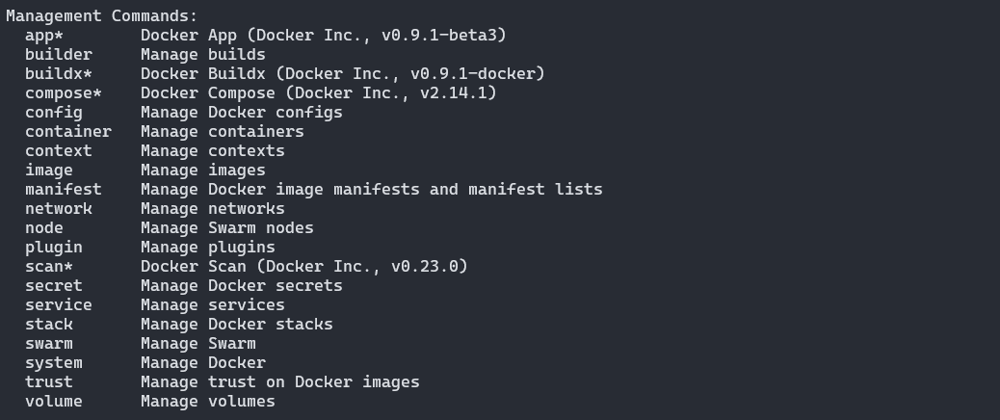 Management Commands:
  app*        Docker App (Docker Inc., v0.9.1-beta3)
  builder     Manage builds
  buildx*     Docker Buildx (Docker Inc., v0.9.1-docker)
  compose*    Docker Compose (Docker Inc., v2.14.1)
  config      Manage Docker configs
  container   Manage containers
  context     Manage contexts
  image       Manage images
  manifest    Manage Docker image manifests and manifest lists
  network     Manage networks
  node        Manage Swarm nodes
  plugin      Manage plugins
  scan*       Docker Scan (Docker Inc., v0.23.0)
  secret      Manage Docker secrets
  service     Manage services
  stack       Manage Docker stacks
  swarm       Manage Swarm
  system      Manage Docker
  trust       Manage trust on Docker images
  volume      Manage volumes